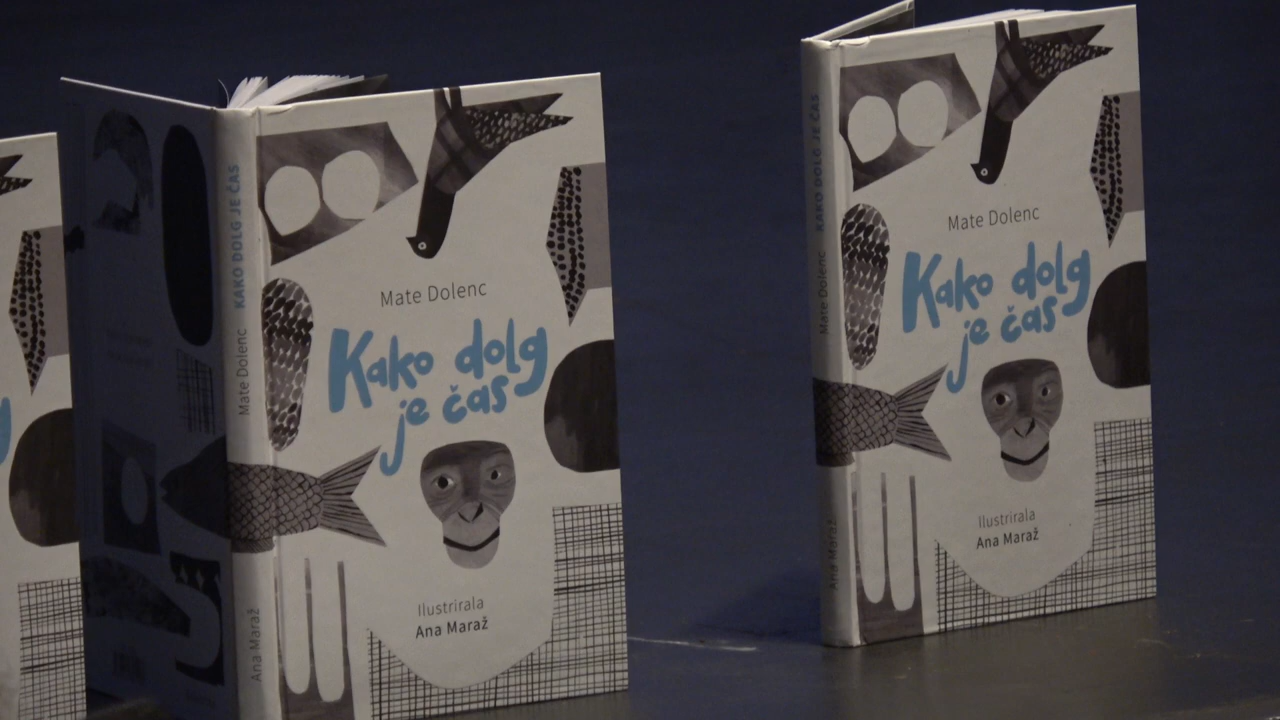 KAKO DOLG JE ČAS
Mate Dolenc
Ana Maraž
Mate Dolenc
Kako dolg
je čas
Ilustrirala
Ana Maraž
KAKO DOLG JE ČAS
Mate Dolenc
Ana Maraž
Mate Dolenc
Kako dolg
je čas
Ilustrirala
Ana Maraž